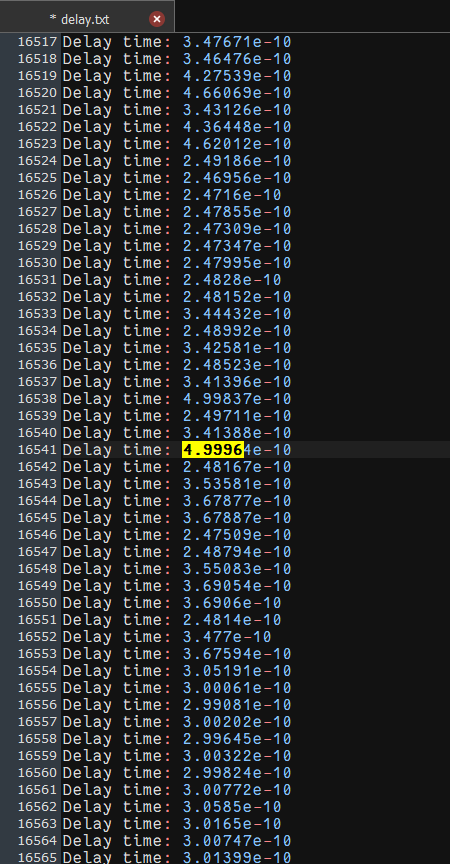 * delay.txt
16517 Delay time: 3.47671e-10
16518 Delay time: 3.46476e-10
16519 Delay time: 4.27539e-10
16520 Delay time: 4.66069e-10
16521 Delay time: 3.43126e-10
16522 Delay time: 4.36448e-10
16523 Delay time: 4.62012e-10
16524 Delay time: 2.49186e-10
16525 Delay time: 2.46956e-10
16526 Delay time: 2.4716e-10
16527 Delay time: 2.47855e-10
16528 Delay time: 2.47309e-10
16529 Delay time: 2.47347e-10
16530 Delay time: 2.47995e-10
16531 Delay time: 2.4828e-10
16532 Delay time: 2.48152e-10
16533 Delay time: 3.44432e-10
16534 Delay time: 2.48992e-10
16535 Delay time: 3.42581e-10
16536 Delay time: 2.48523e-10
16537 Delay time: 3.41396e-10
16538 Delay time: 4.99837e-10
16539 Delay time: 2.49711e-10
16540 Delay time: 3.41388e-10
16541 Delay time: 4.99964e-10
16542 Delay time: 2.48167e-10
16543 Delay time: 3.53581e-10
16544 Delay time: 3.67877e-10
16545 Delay time: 3.67887e-10
16546 Delay time: 2.47509e-10
16547 Delay time: 2.48794e-10
16548 Delay time: 3.55083e-10
16549 Delay time: 3.69054e-10
16550 Delay time: 3.6906e-10
16551 Delay time: 2.4814e-10
16552 Delay time: 3.477e-10
16553 Delay time: 3.67594e-10
16554 Delay time: 3.05191e-10
16555 Delay time: 3.00061e-10
16556 Delay time: 2.99081e-10
16557 Delay time: 3.00202e-10
16558 Delay time: 2.99645e-10
16559 Delay time: 3.00322e-10
16560 Delay time: 2.99824e-10
16561 Delay time: 3.00772e-10
16562 Delay time: 3.0585e-10
16563 Delay time: 3.0165e-10
16564 Delay time: 3.00747e-10
16565 Delay time: 3.01399e-10